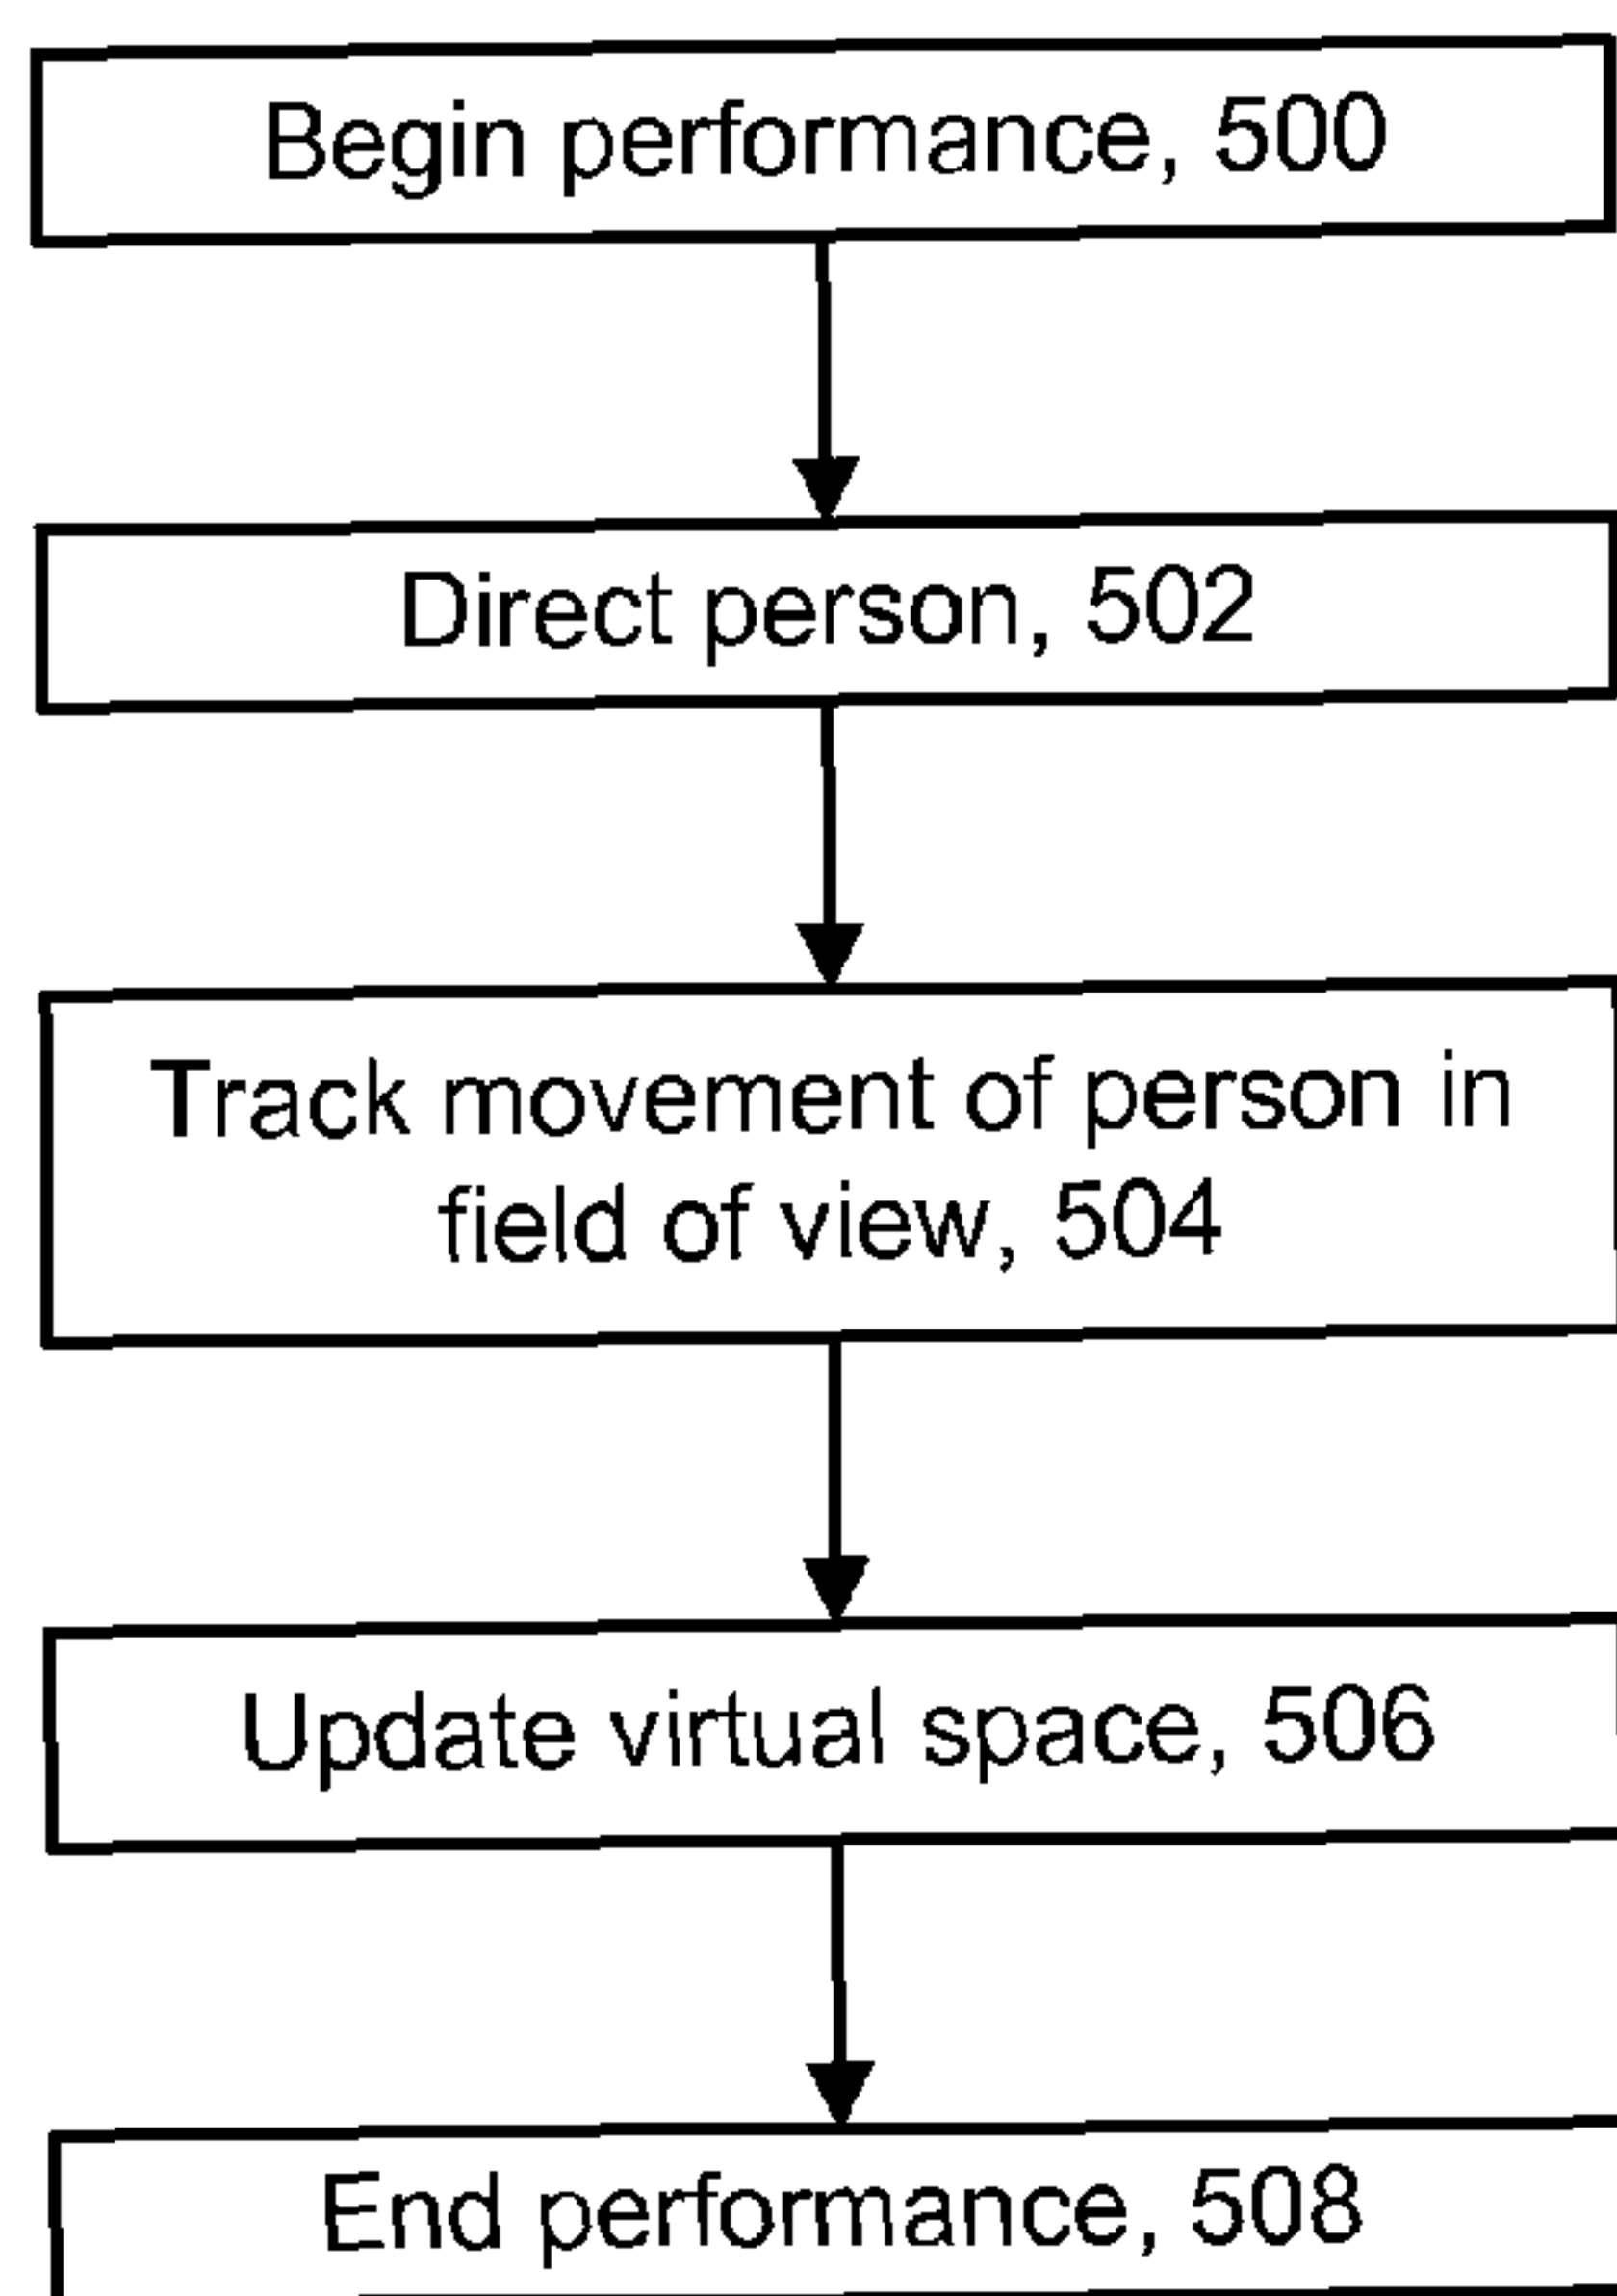 Begin performance, 500
Direct person, 502
Track movement of person in
field of view, 504
Update virtual space, 506
End performance, 508